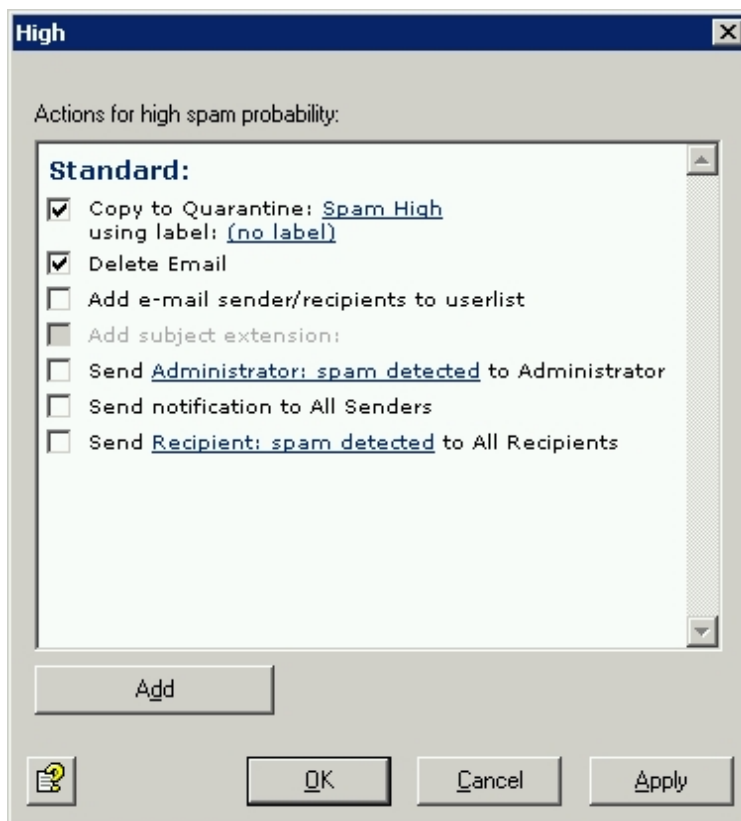 High
Actions for high spam probability:
Standard:
Copy to Quarantine: Spam High
using label: (no label)
Delete Email
Add e-mail sender/recipients to userlist
Add subject extension:
Send Administrator: spam detected to Administrator
Send notification to All Senders
Send Recipient: spam detected to All Recipients
Add
OK
Cancel
Apply